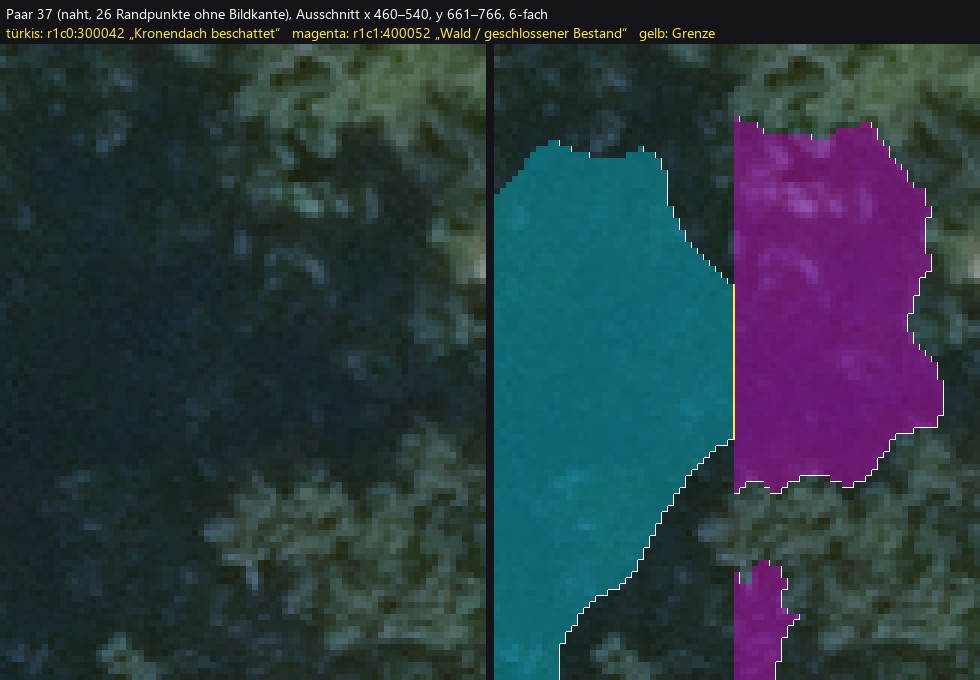 Paar 37 (naht, 26 Randpunkte ohne Bildkante), Ausschnitt x 460–540, y 661–766, 6-fach
türkis: r1c0:300042 „Kronendach beschattet“ magenta: r1c1:400052 „Wald / geschlossener Bestand“ gelb: Grenze